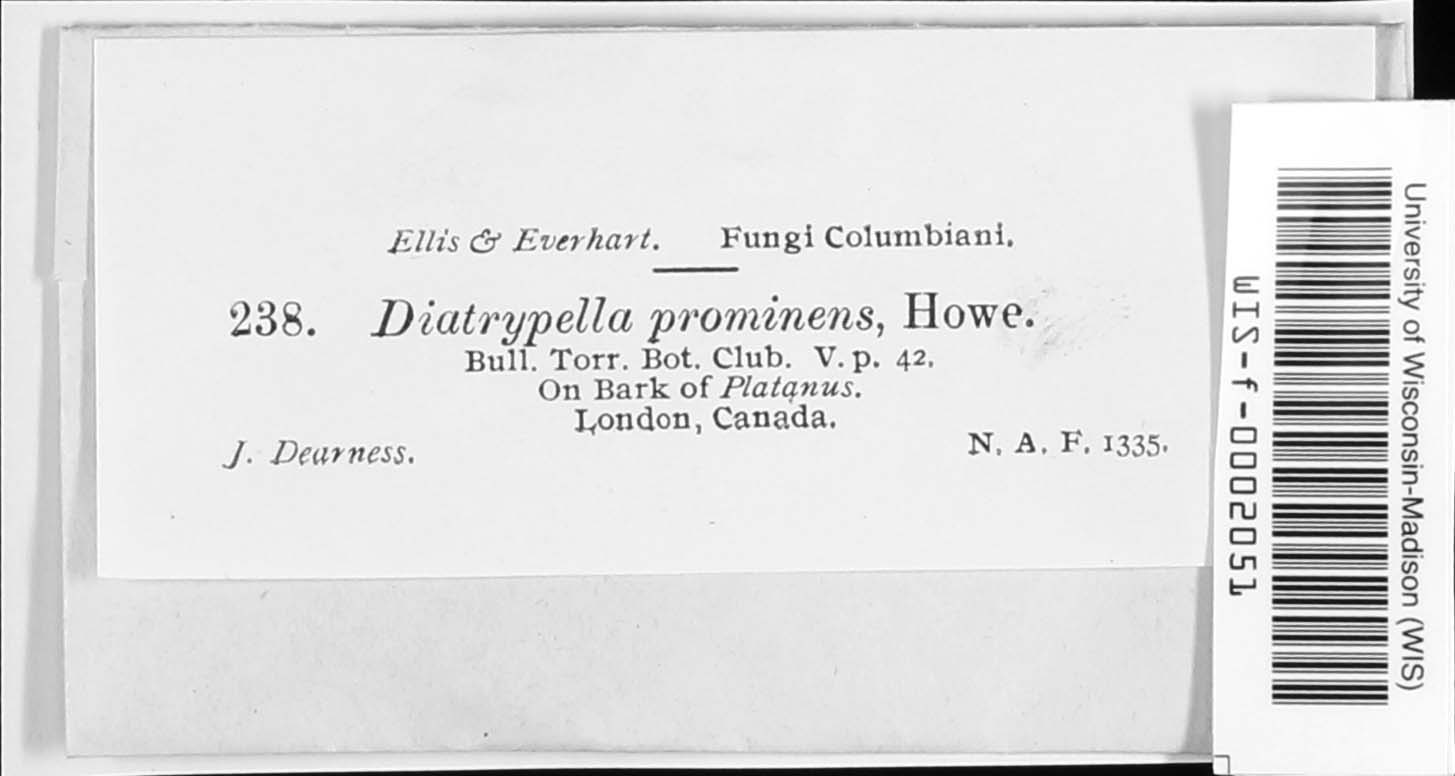 Ellis & Everhart. Fungi Columbiani.
238. Diatrypella prominens, Howe.
Bull. Torr. Bot. Club. V. p. 42.
On Bark of Platanus.
London, Canada.
J. Dearness. N. A. F. 1335.
WIS-f-0002051
University of Wisconsin-Madison (WIS)